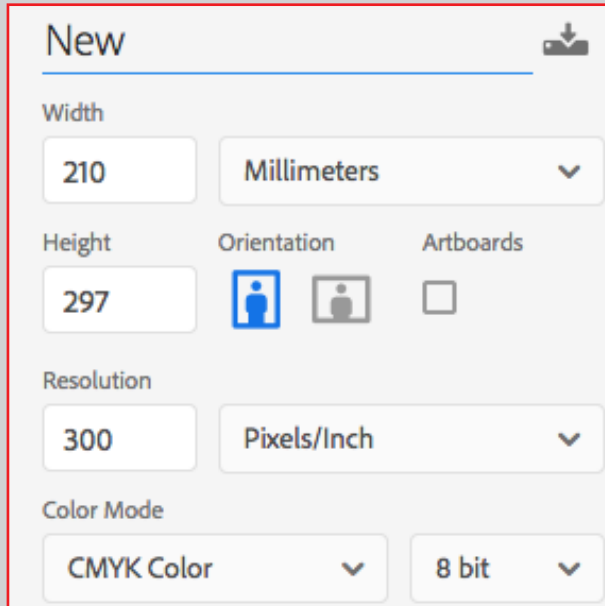 New
Width
210 Millimeters
Height Orientation Artboards
297
Resolution
300 Pixels/Inch
Color Mode
CMYK Color 8 bit